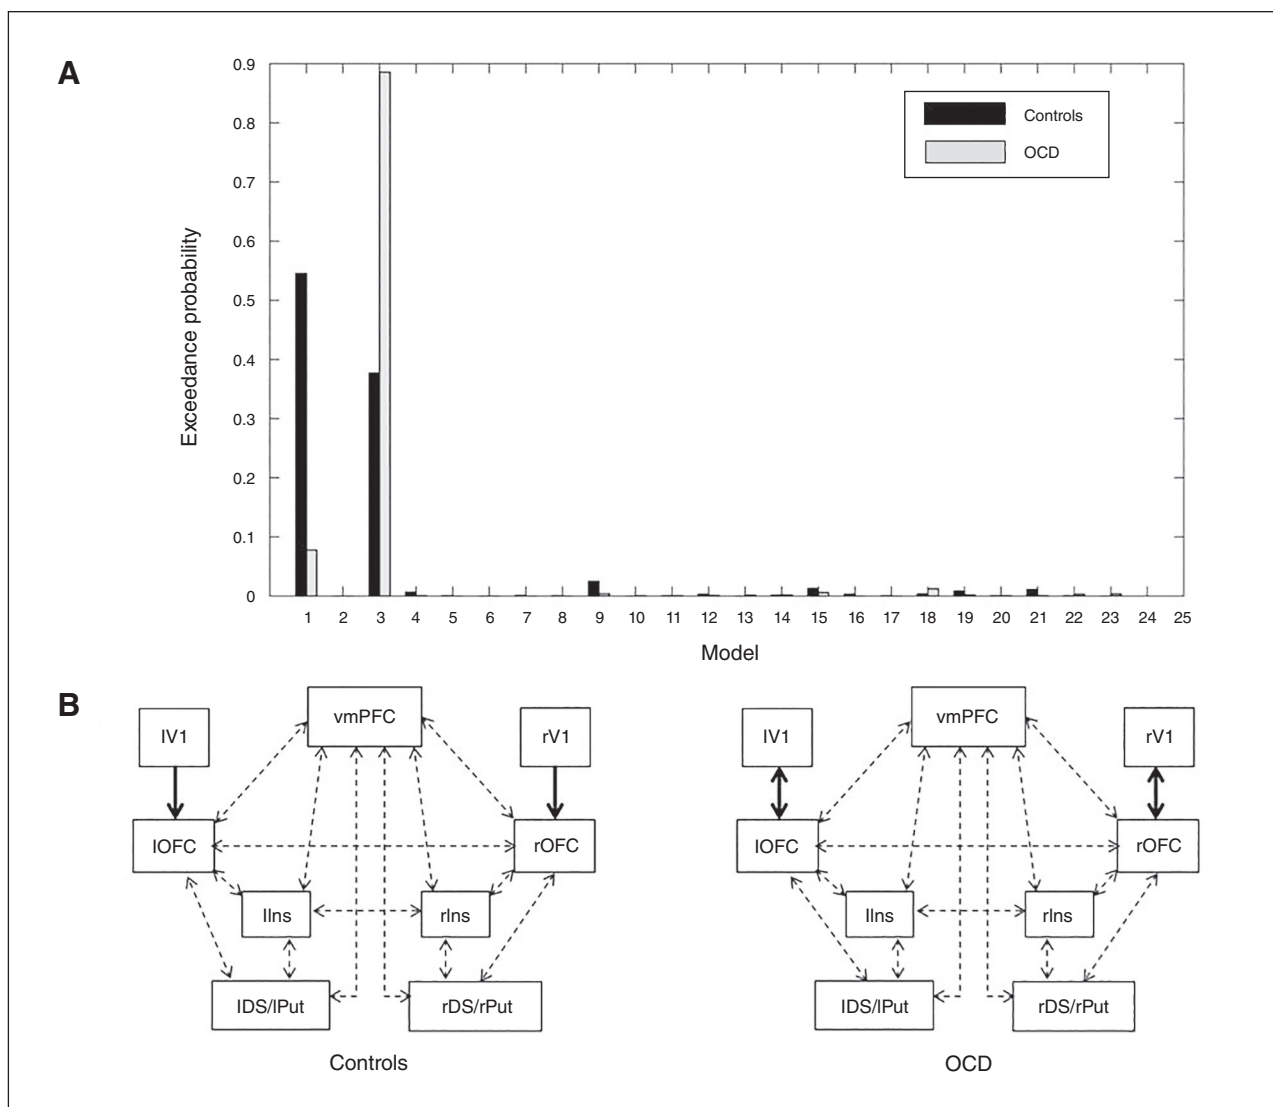 A
0.9
0.8
0.7
0.6
0.5
0.4
0.3
0.2
0.1
0
Exceedance probability
Controls
OCD
1 2 3 4 5 6 7 8 9 10 11 12 13 14 15 16 17 18 19 20 21 22 23 24 25
Model
B
vmPFC
lV1
rV1
lOFC
rOFC
lIns
rIns
lDS/lPut
rDS/rPut
Controls
vmPFC
lV1
rV1
lOFC
rOFC
lIns
rIns
lDS/lPut
rDS/rPut
OCD